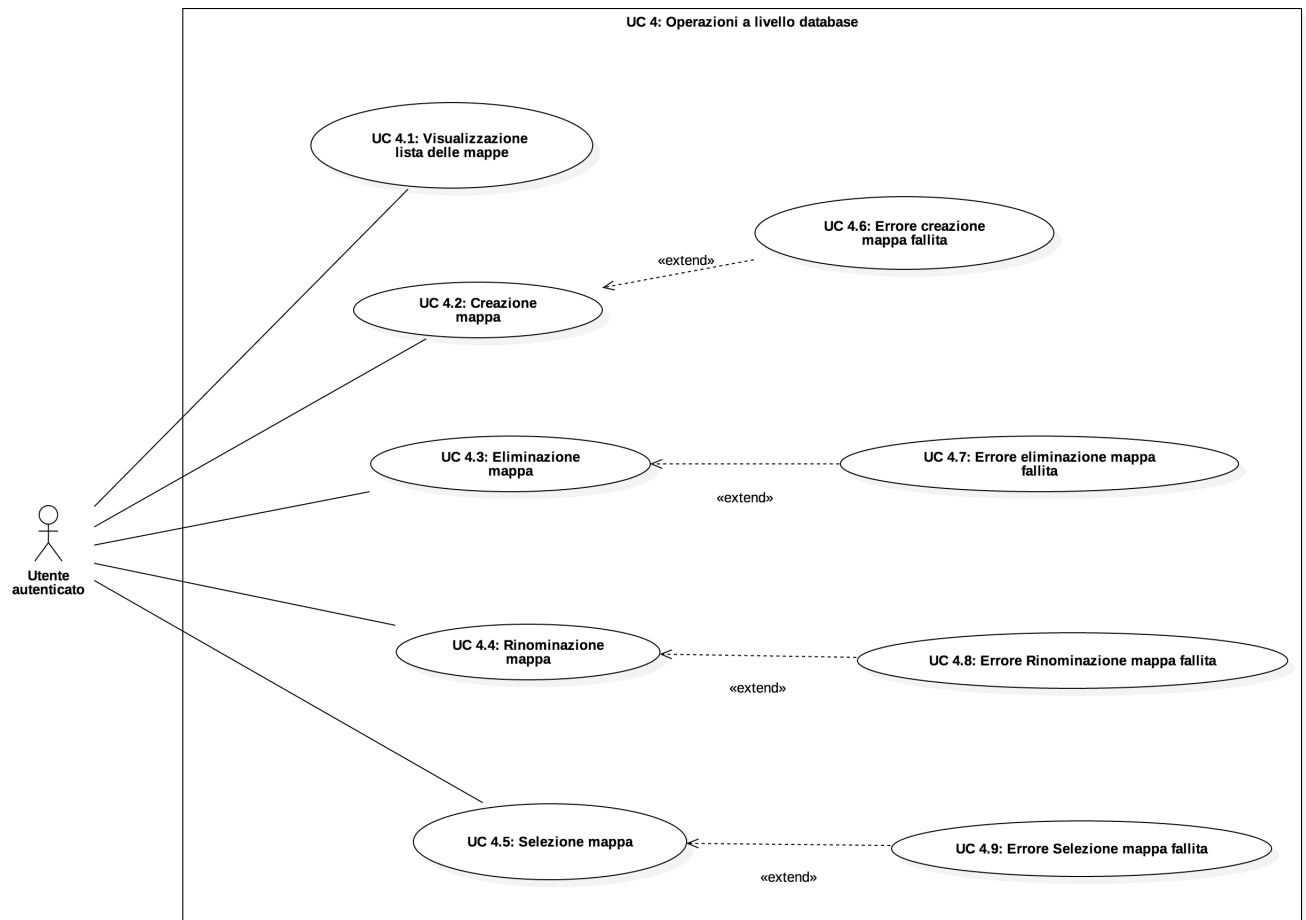 UC 4: Operazioni a livello database
UC 4.1: Visualizzazione
lista delle mappe
UC 4.6: Errore creazione
mappa fallita
«extend»
UC 4.2: Creazione
mappa
UC 4.3: Eliminazione
mappa
UC 4.7: Errore eliminazione mappa
fallita
«extend»
Utente
autenticato
UC 4.4: Rinominazione
mappa
UC 4.8: Errore Rinominazione mappa fallita
«extend»
UC 4.5: Selezione mappa
UC 4.9: Errore Selezione mappa fallita
«extend»